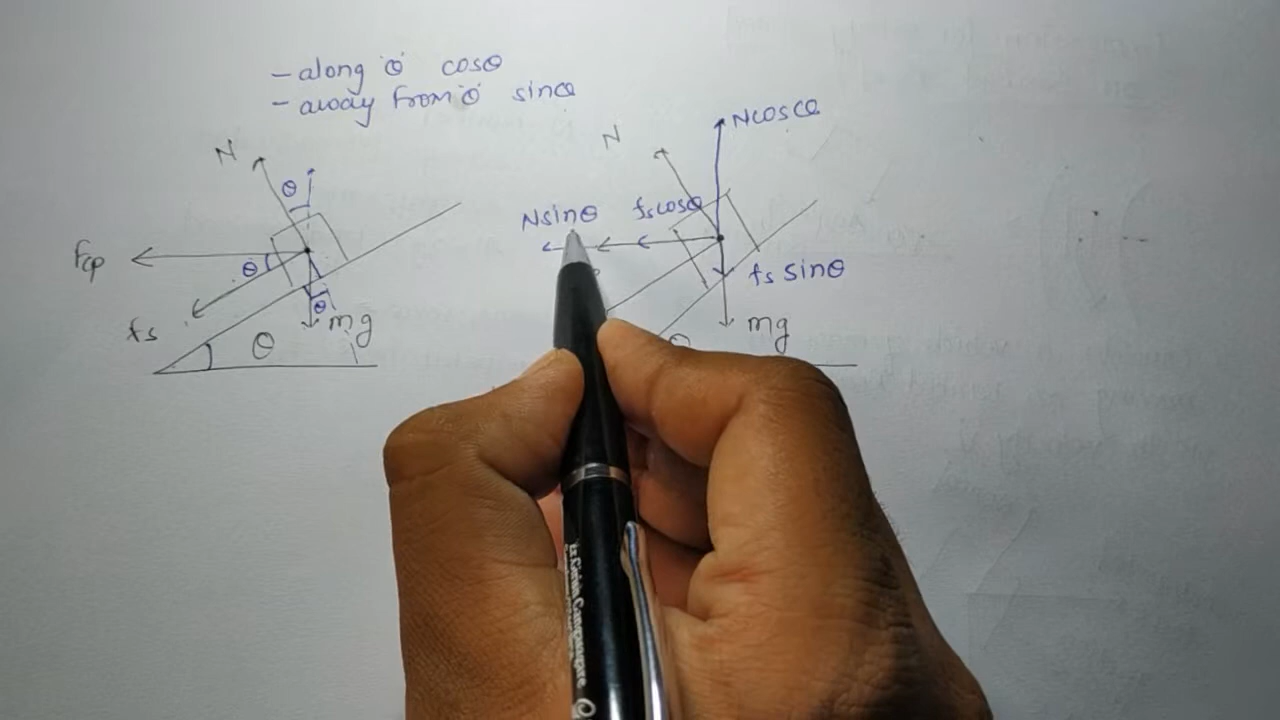 - along θ cosθ
- away from θ sinθ
N
θ
Fcp
θ
fs
θ
mg
θ
N
Ncosθ
Nsinθ
fscosθ
fs sinθ
mg
θ